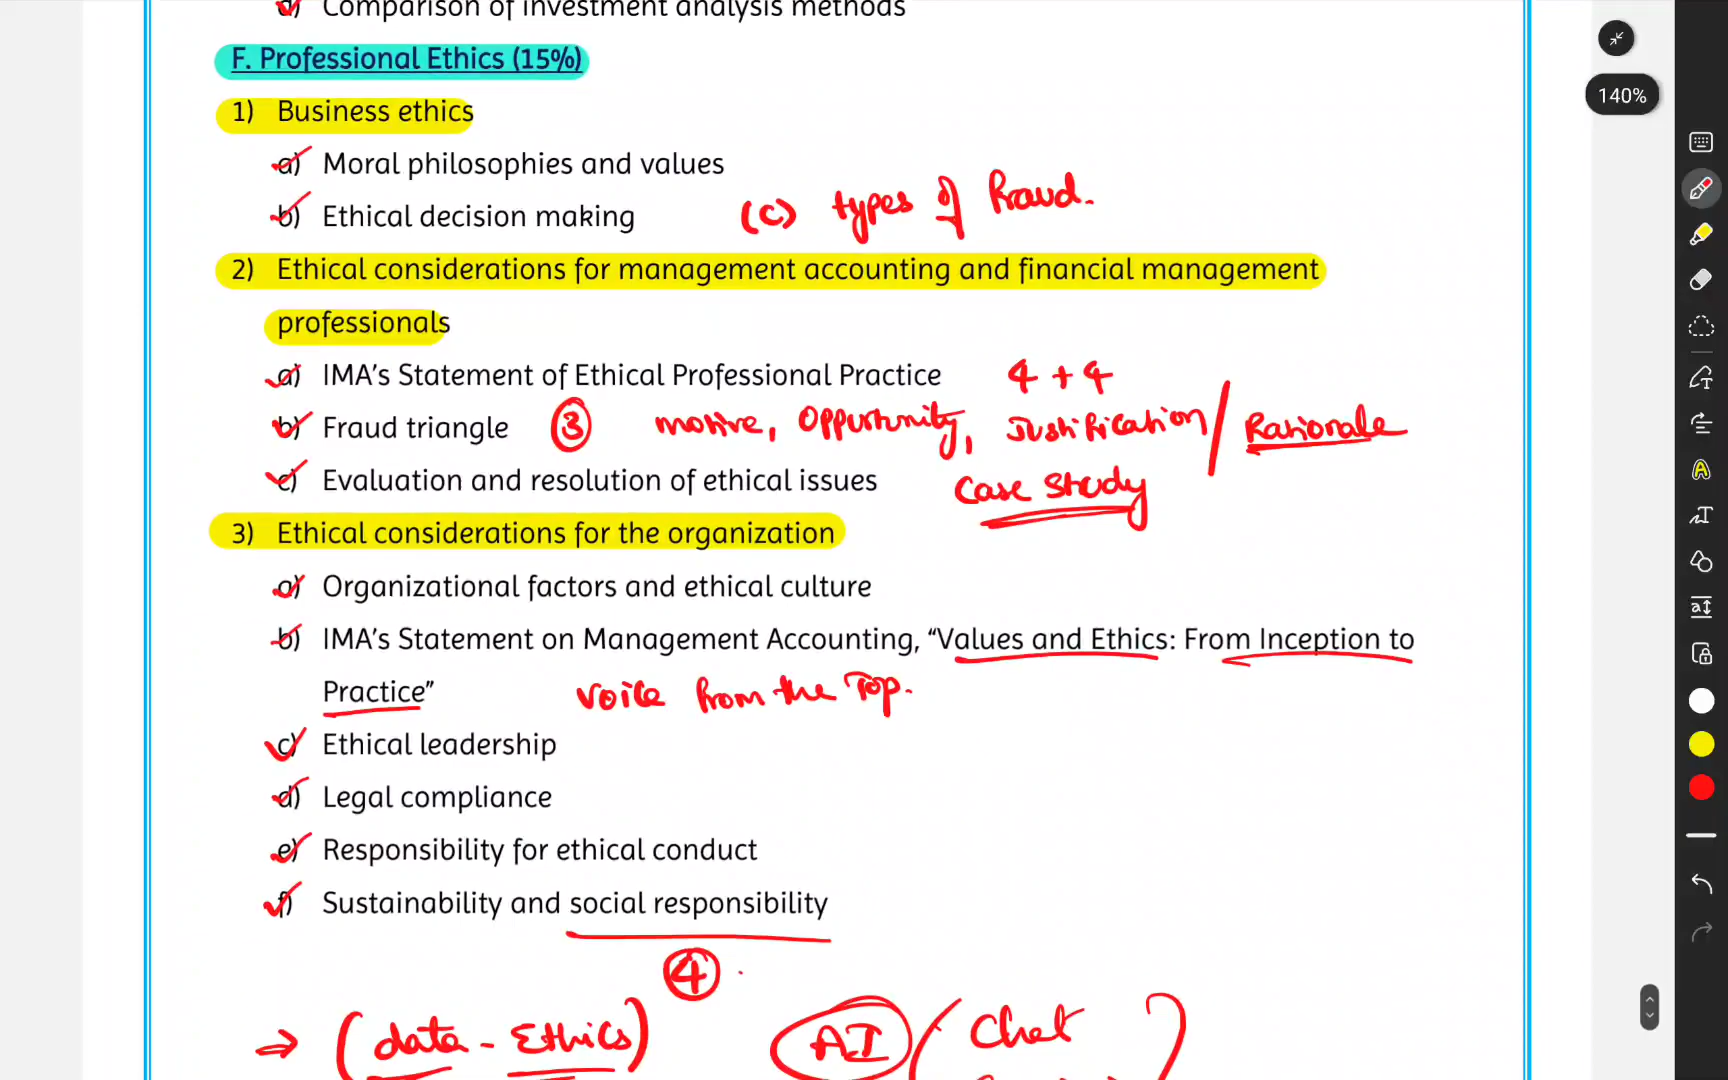 d) Comparison of investment analysis methods
F. Professional Ethics (15%)
140%
1) Business ethics
a) Moral philosophies and values
b) Ethical decision making (c) types of fraud.
2) Ethical considerations for management accounting and financial management
professionals
a) IMA's Statement of Ethical Professional Practice 4 + 4
b) Fraud triangle 3 motive, Opportunity, Justification / Rationale
c) Evaluation and resolution of ethical issues Case Study
3) Ethical considerations for the organization
a) Organizational factors and ethical culture
b) IMA's Statement on Management Accounting, “Values and Ethics: From Inception to
Practice” Voice from the Top.
c) Ethical leadership
d) Legal compliance
e) Responsibility for ethical conduct
f) Sustainability and social responsibility
4
⇒ (data - Ethics) AI (Chat )